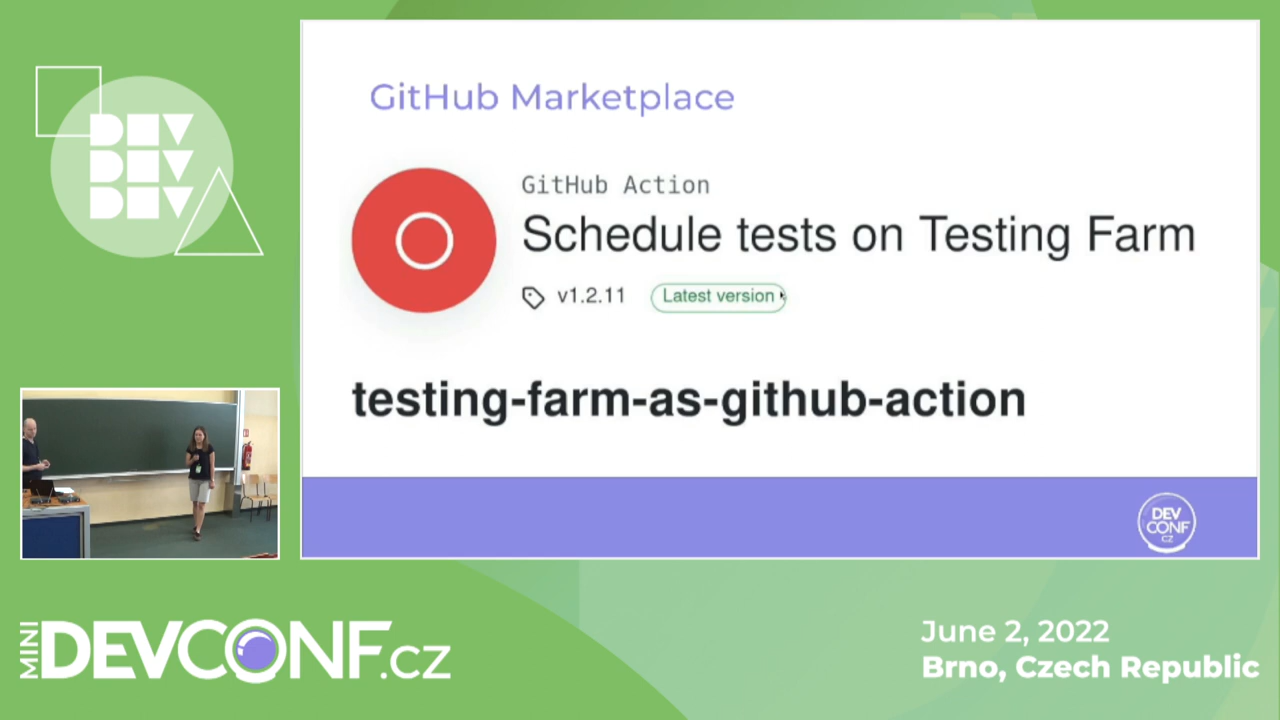 DEV
DEV
DEV
GitHub Marketplace
GitHub Action
Schedule tests on Testing Farm
v1.2.11 Latest version
testing-farm-as-github-action
DEV
CONF
CZ
MINI
DEVCONF.CZ
June 2, 2022
Brno, Czech Republic